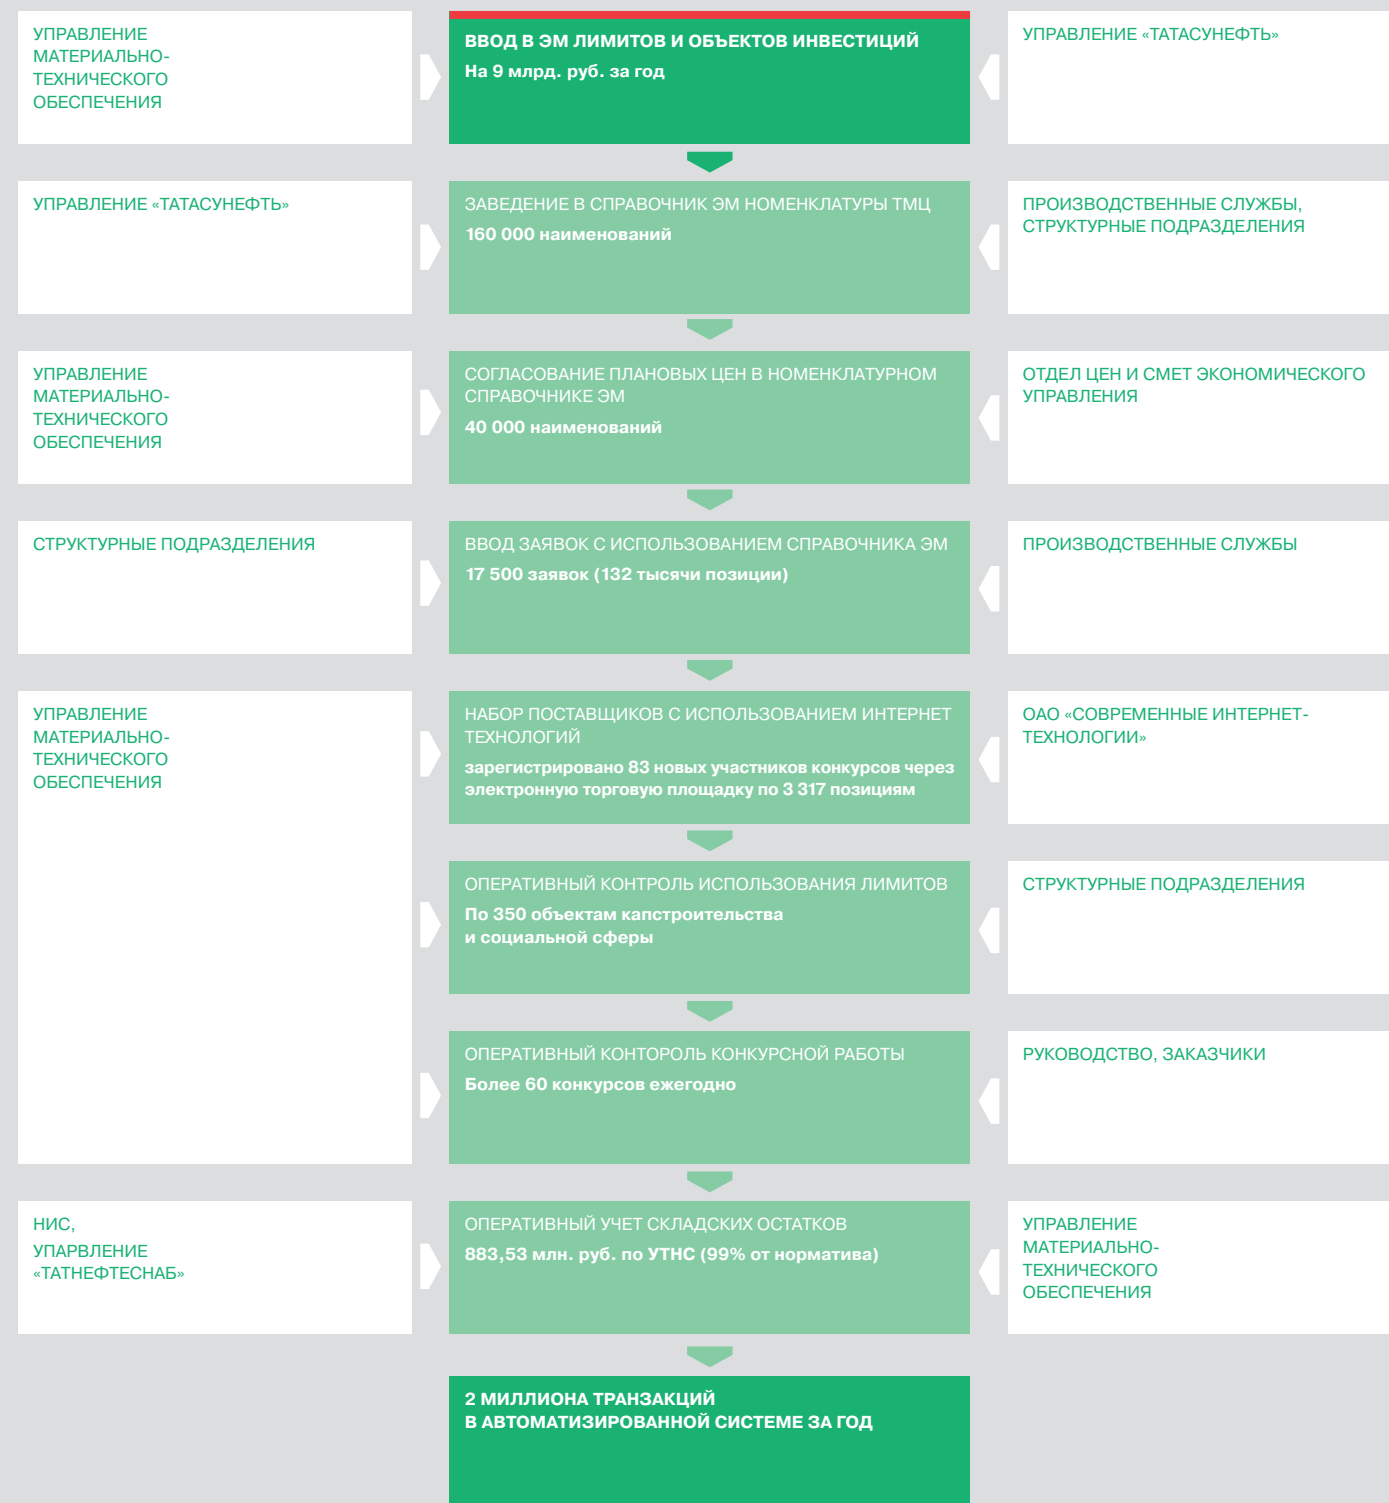 УПРАВЛЕНИЕ
МАТЕРИАЛЬНО-
ТЕХНИЧЕСКОГО
ОБЕСПЕЧЕНИЯ
ВВОД В ЭМ ЛИМИТОВ И ОБЪЕКТОВ ИНВЕСТИЦИЙ
На 9 млрд. руб. за год
УПРАВЛЕНИЕ «ТАТАСУНЕФТЬ»
УПРАВЛЕНИЕ «ТАТАСУНЕФТЬ»
ЗАВЕДЕНИЕ В СПРАВОЧНИК ЭМ НОМЕНКЛАТУРЫ ТМЦ
160 000 наименований
ПРОИЗВОДСТВЕННЫЕ СЛУЖБЫ,
СТРУКТУРНЫЕ ПОДРАЗДЕЛЕНИЯ
УПРАВЛЕНИЕ
МАТЕРИАЛЬНО-
ТЕХНИЧЕСКОГО
ОБЕСПЕЧЕНИЯ
СОГЛАСОВАНИЕ ПЛАНОВЫХ ЦЕН В НОМЕНКЛАТУРНОМ
СПРАВОЧНИКЕ ЭМ
40 000 наименований
ОТДЕЛ ЦЕН И СМЕТ ЭКОНОМИЧЕСКОГО
УПРАВЛЕНИЯ
СТРУКТУРНЫЕ ПОДРАЗДЕЛЕНИЯ
ВВОД ЗАЯВОК С ИСПОЛЬЗОВАНИЕМ СПРАВОЧНИКА ЭМ
17 500 заявок (132 тысячи позиции)
ПРОИЗВОДСТВЕННЫЕ СЛУЖБЫ
УПРАВЛЕНИЕ
МАТЕРИАЛЬНО-
ТЕХНИЧЕСКОГО
ОБЕСПЕЧЕНИЯ
НАБОР ПОСТАВЩИКОВ С ИСПОЛЬЗОВАНИЕМ ИНТЕРНЕТ
ТЕХНОЛОГИЙ
зарегистрировано 83 новых участников конкурсов через
электронную торговую площадку по 3 317 позициям
ОАО «СОВРЕМЕННЫЕ ИНТЕРНЕТ-
ТЕХНОЛОГИИ»
ОПЕРАТИВНЫЙ КОНТРОЛЬ ИСПОЛЬЗОВАНИЯ ЛИМИТОВ
По 350 объектам капстроительства
и социальной сферы
СТРУКТУРНЫЕ ПОДРАЗДЕЛЕНИЯ
ОПЕРАТИВНЫЙ КОНТОРОЛЬ КОНКУРСНОЙ РАБОТЫ
Более 60 конкурсов ежегодно
РУКОВОДСТВО, ЗАКАЗЧИКИ
НИС,
УПАРВЛЕНИЕ
«ТАТНЕФТЕСНАБ»
ОПЕРАТИВНЫЙ УЧЕТ СКЛАДСКИХ ОСТАТКОВ
883,53 млн. руб. по УТНС (99% от норматива)
УПРАВЛЕНИЕ
МАТЕРИАЛЬНО-
ТЕХНИЧЕСКОГО
ОБЕСПЕЧЕНИЯ
2 МИЛЛИОНА ТРАНЗАКЦИЙ
В АВТОМАТИЗИРОВАННОЙ СИСТЕМЕ ЗА ГОД